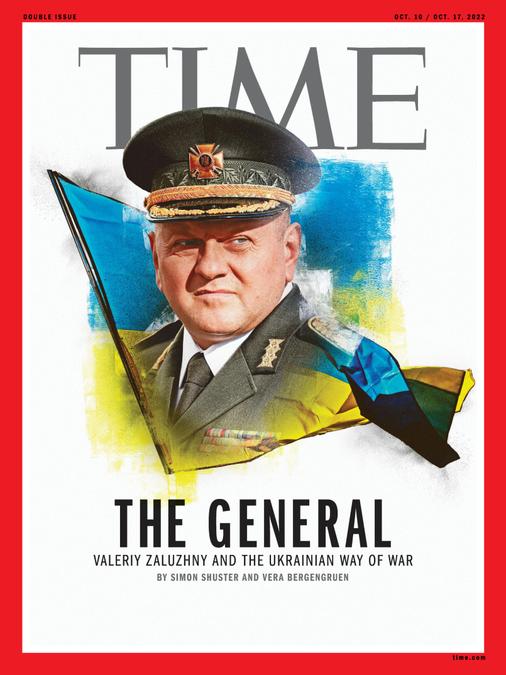 DOUBLE ISSUE
OCT. 10 / OCT. 17, 2022
TIME
THE GENERAL
VALERIY ZALUZHNY AND THE UKRAINIAN WAY OF WAR
BY SIMON SHUSTER AND VERA BERGENGRUEN
time.com